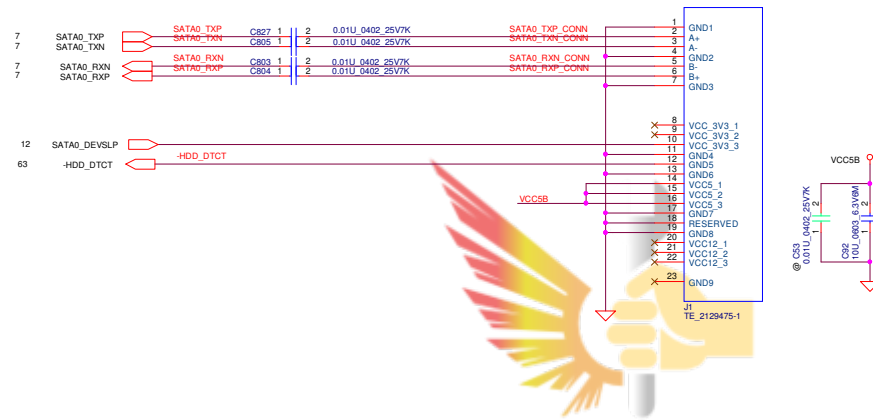 7 SATA0_TXP SATA0_TXP C827 1 2 0.01U_0402_25V7K SATA0_TXP_CONN 1 GND1
7 SATA0_TXN SATA0_TXN C805 1 2 0.01U_0402_25V7K SATA0_TXN_CONN 2 A+
3 A-
4 GND2
7 SATA0_RXN SATA0_RXN C803 1 2 0.01U_0402_25V7K SATA0_RXN_CONN 5 B-
7 SATA0_RXP SATA0_RXP C804 1 2 0.01U_0402_25V7K SATA0_RXP_CONN 6 B+
7 GND3
8 VCC_3V3_1
9 VCC_3V3_2
12 SATA0_DEVSLP 10 VCC_3V3_3
11 GND4
63 -HDD_DTCT -HDD_DTCT 12 GND5
13 GND6
14 VCC5_1
15 VCC5_2
VCC5B 16 VCC5_3
17 GND7
18 RESERVED
19 GND8
20 VCC12_1
21 VCC12_2
22 VCC12_3
23 GND9
J1
TE_2129475-1
VCC5B
@ C53
0.01U_0402_25V7K
1 2
C92
10U_0603_6.3V6M
1 2